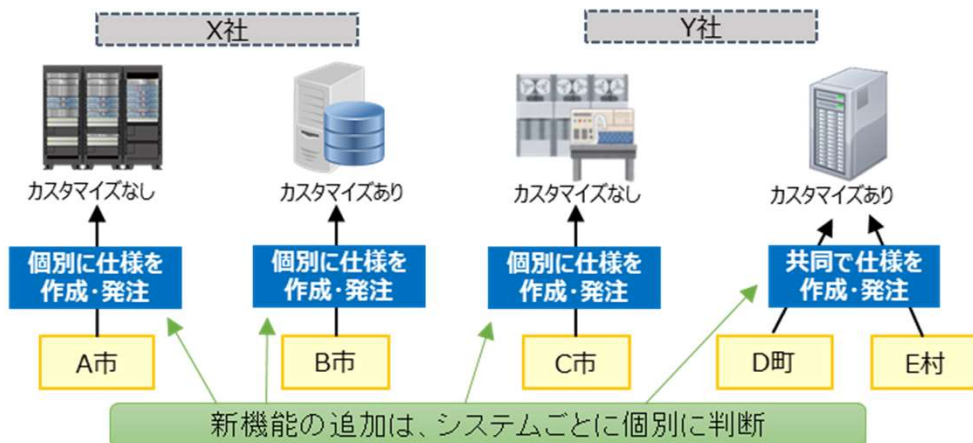 X社
Y社
カスタマイズなし
カスタマイズあり
カスタマイズなし
カスタマイズあり
個別に仕様を
作成・発注
個別に仕様を
作成・発注
個別に仕様を
作成・発注
共同で仕様を
作成・発注
A市
B市
C市
D町
E村
新機能の追加は、システムごとに個別に判断